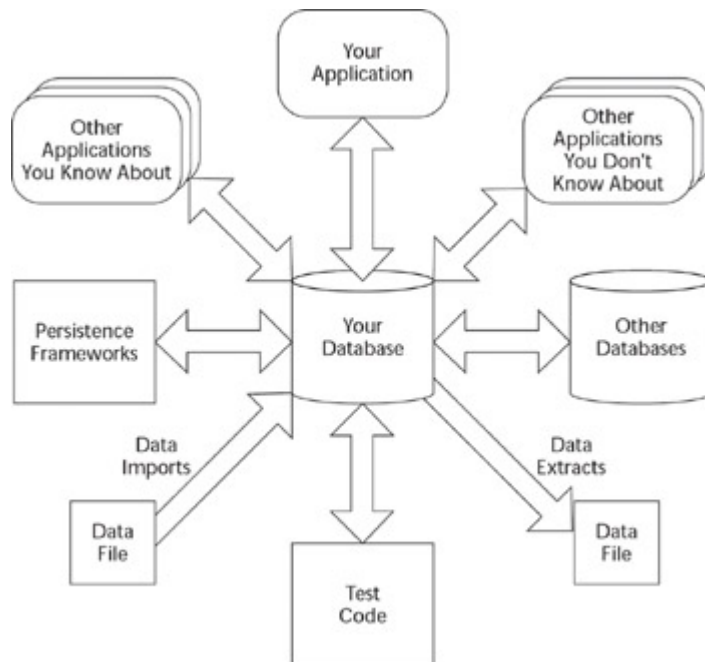 Your
Application
Other
Applications
You Know About
Other
Applications
You Don't
Know About
Persistence
Frameworks
Your
Database
Other
Databases
Data
Imports
Data
Extracts
Data
File
Test
Code
Data
File